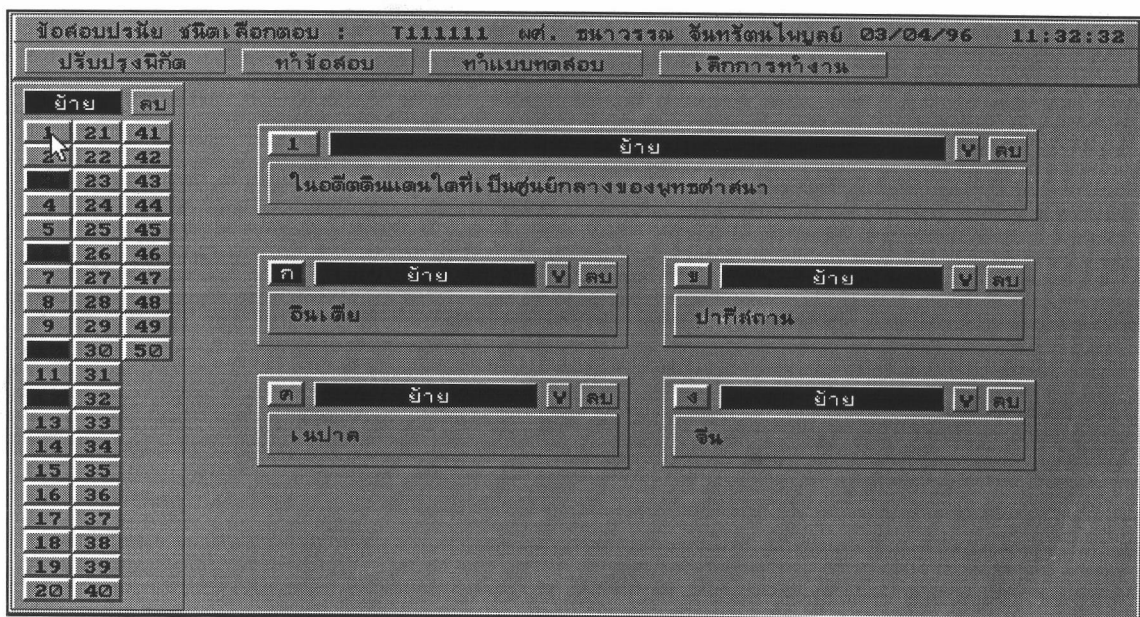 ข้อสอบปรนัย ชนิดเลือกตอบ : T111111 ผศ. ธนาวรรณ จันทรัตนไพบูลย์ 03/04/96 11:32:32
ปรับปรุงพิกัด ทำข้อสอบ ทำแบบทดสอบ เลิกการทำงาน
ย้าย ลบ
1 21 41
2 22 42
23 43
4 24 44
5 25 45
26 46
7 27 47
8 28 48
9 29 49
30 50
11 31
32
13 33
14 34
15 35
16 36
17 37
18 38
19 39
20 40
1 ย้าย v ลบ
ในอดีตดินแดนใดที่เป็นศูนย์กลางของพุทธศาสนา
ก ย้าย v ลบ
อินเดีย
ข ย้าย v ลบ
ปากีสถาน
ค ย้าย v ลบ
เนปาล
ง ย้าย v ลบ
จีน